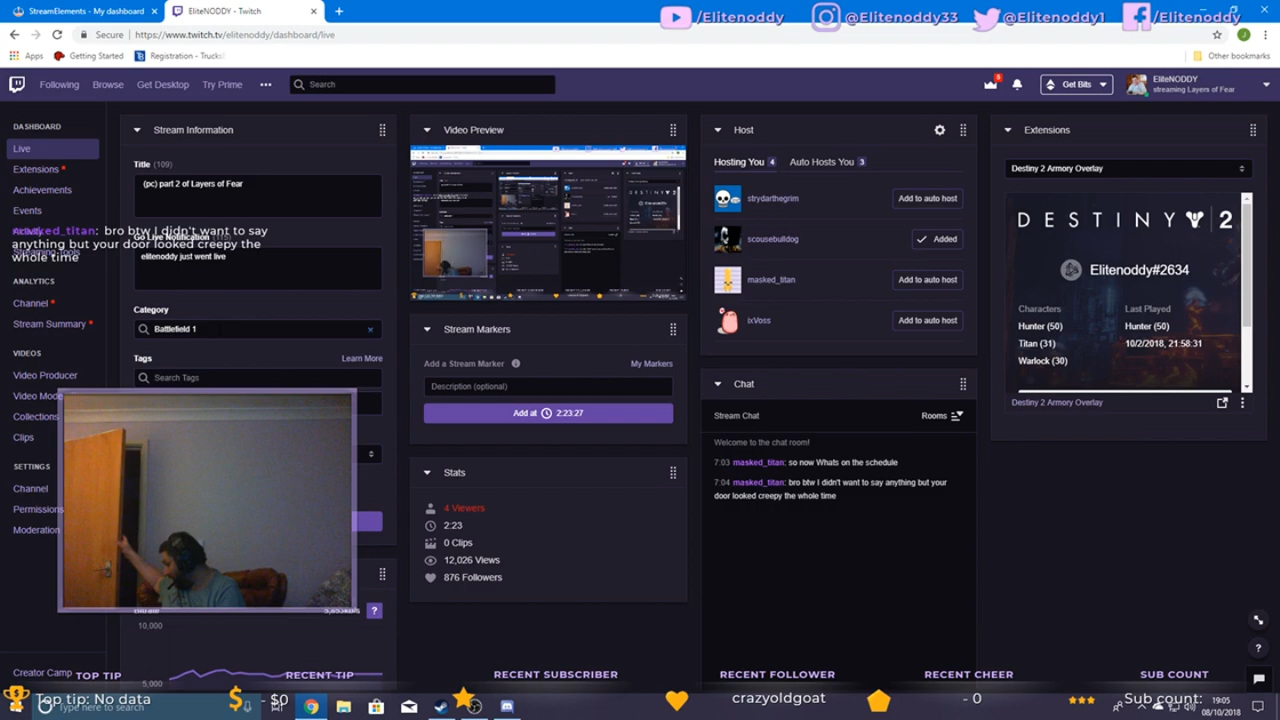 StreamElements - My dashboard
EliteNODDY - Twitch
/Elitenoddy
@Elitenoddy33
@Elitenoddy1
/Elitenoddy
Secure
https://www.twitch.tv/elitenoddy/dashboard/live
J
Apps
Getting Started
Registration - Trucks
Other bookmarks
Following
Browse
Get Desktop
Try Prime
Search
Get Bits
EliteNODDY
streaming Layers of Fear
DASHBOARD
Live
Extensions
Achievements
Events
ANALYTICS
Channel
Stream Summary
VIDEOS
Video Producer
Video Mode
Collections
Clips
SETTINGS
Channel
Permissions
Moderation
Creator Camp
masked_titan: bro btw I didn't want to say
anything but your door looked creepy the
whole time
Stream Information
Title (109)
(pc) part 2 of Layers of Fear
Go Live Notification
elitenoddy just went live
Category
Battlefield 1
Tags
Learn More
Search Tags
?
10,000
5,000
Video Preview
Stream Markers
Add a Stream Marker
My Markers
Description (optional)
Add at 2:23:27
Stats
4 Viewers
2:23
0 Clips
12,026 Views
876 Followers
Host
Hosting You 4
Auto Hosts You 3
strydarthegrim
Add to auto host
scousebulldog
Added
masked_titan
Add to auto host
ixVoss
Add to auto host
Chat
Stream Chat
Rooms
Welcome to the chat room!
7:03 masked_titan: so now Whats on the schedule
7:04 masked_titan: bro btw I didn't want to say anything but your
door looked creepy the whole time
Extensions
Destiny 2 Armory Overlay
DESTINY 2
Elitenoddy#2634
Characters
Last Played
Hunter (50)
Hunter (50)
Titan (31)
10/2/2018, 21:58:31
Warlock (30)
Destiny 2 Armory Overlay
?
TOP TIP
RECENT TIP
RECENT SUBSCRIBER
RECENT FOLLOWER
RECENT CHEER
SUB COUNT
Top tip: No data
- $0
crazyoldgoat
- 0
Sub count:
Type here to search
19:05
08/10/2018